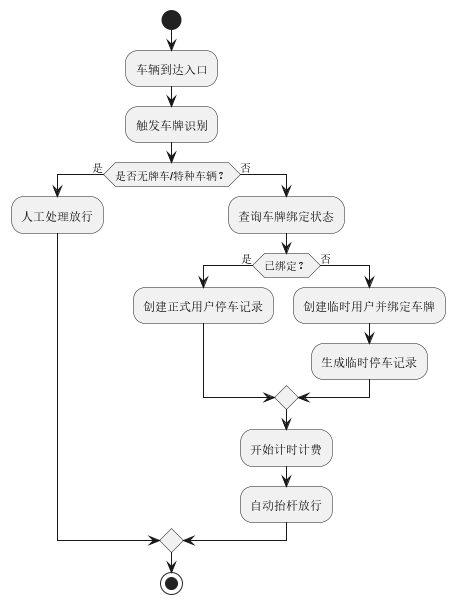 车辆到达入口
触发车牌识别
是否无牌车/特种车辆？
是
否
人工处理放行
查询车牌绑定状态
已绑定？
是
否
创建正式用户停车记录
创建临时用户并绑定车牌
生成临时停车记录
开始计时计费
自动抬杆放行